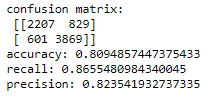 confusion matrix:
[[2207 829]
[ 601 3869]]
accuracy: 0.8094857447375433
recall: 0.8655480984340045
precision: 0.823541932737335